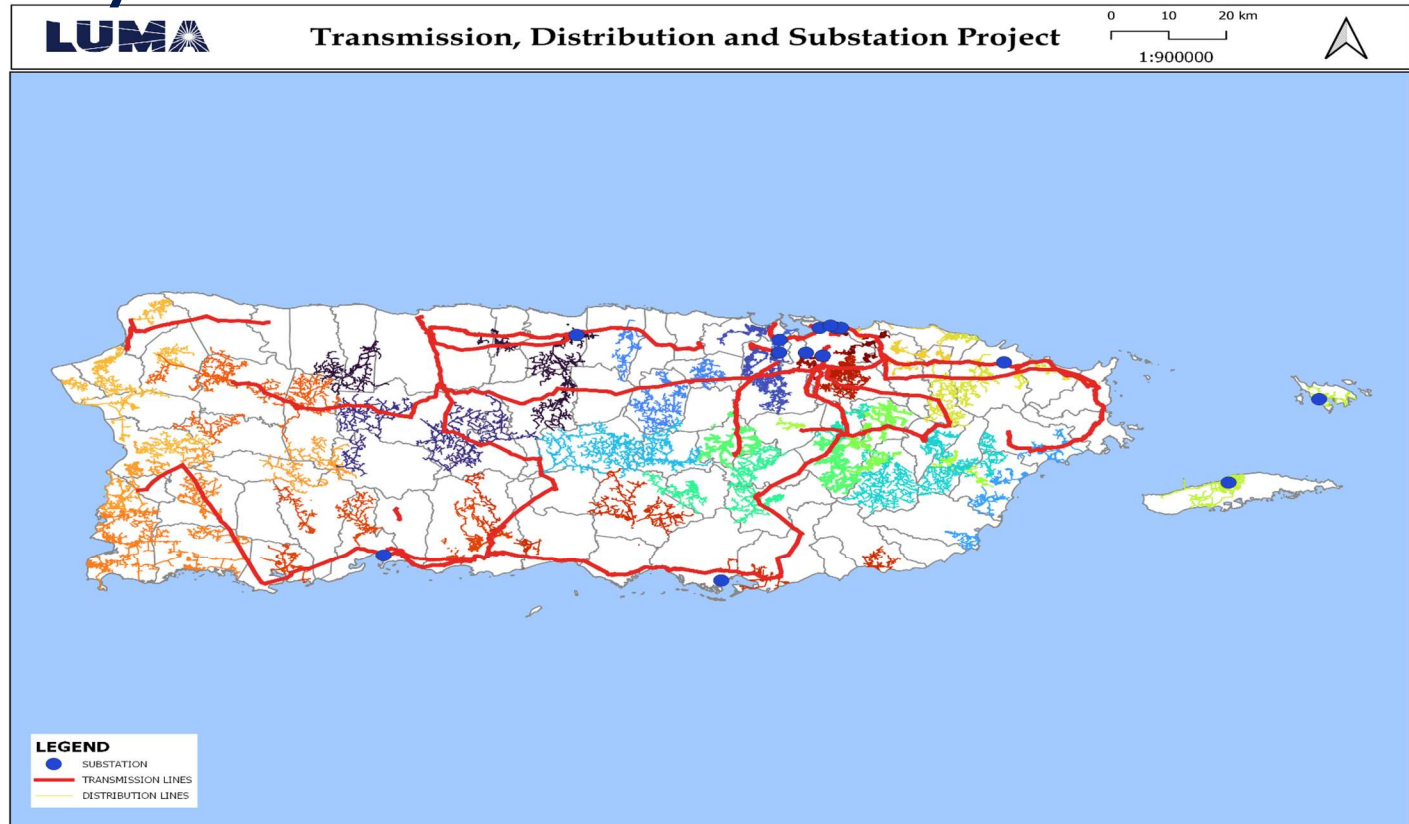 LUMA
Transmission, Distribution and Substation Project
0 10 20 km
1:900000
LEGEND
SUBSTATION
TRANSMISSION LINES
DISTRIBUTION LINES